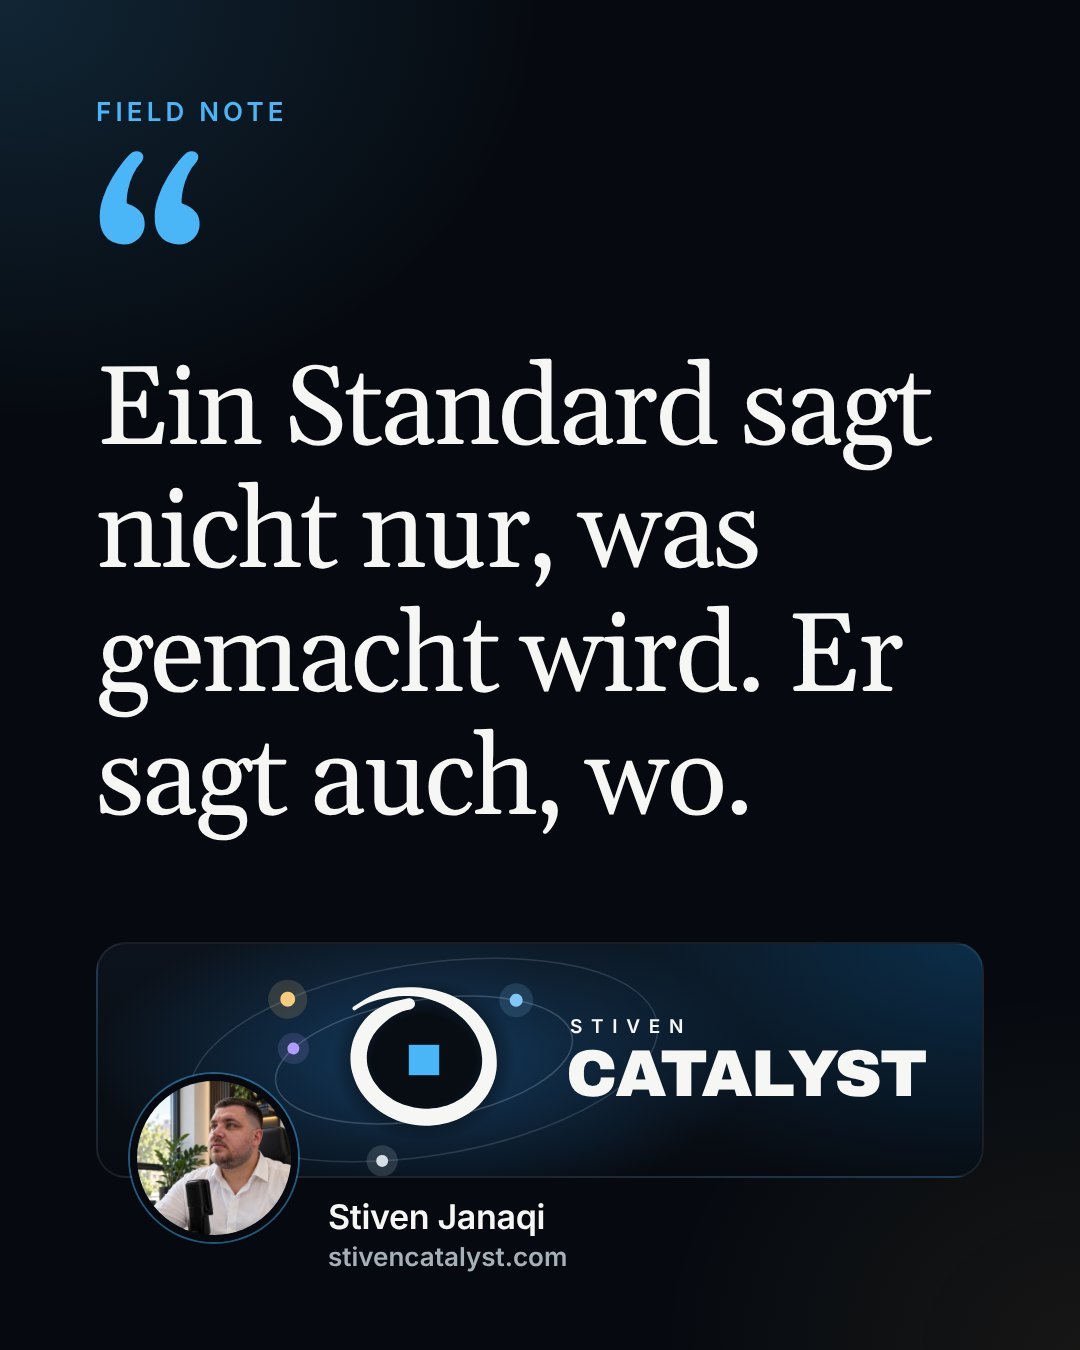 FIELD NOTE
“
Ein Standard sagt
nicht nur, was
gemacht wird. Er
sagt auch, wo.
STIVEN
CATALYST
Stiven Janaqi
stivencatalyst.com